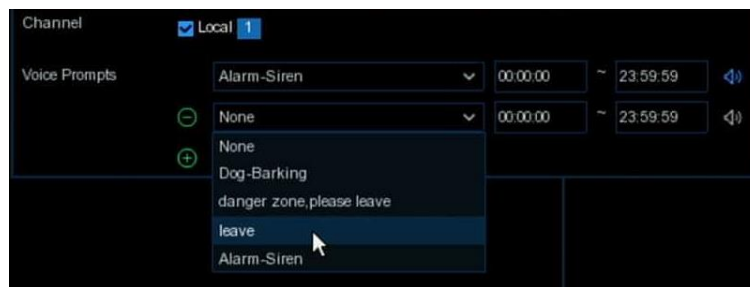 Channel Local 1
Voice Prompts Alarm-Siren 00:00:00 ~ 23:59:59
None 00:00:00 ~ 23:59:59
None
Dog-Barking
danger zone,please leave
leave
Alarm-Siren